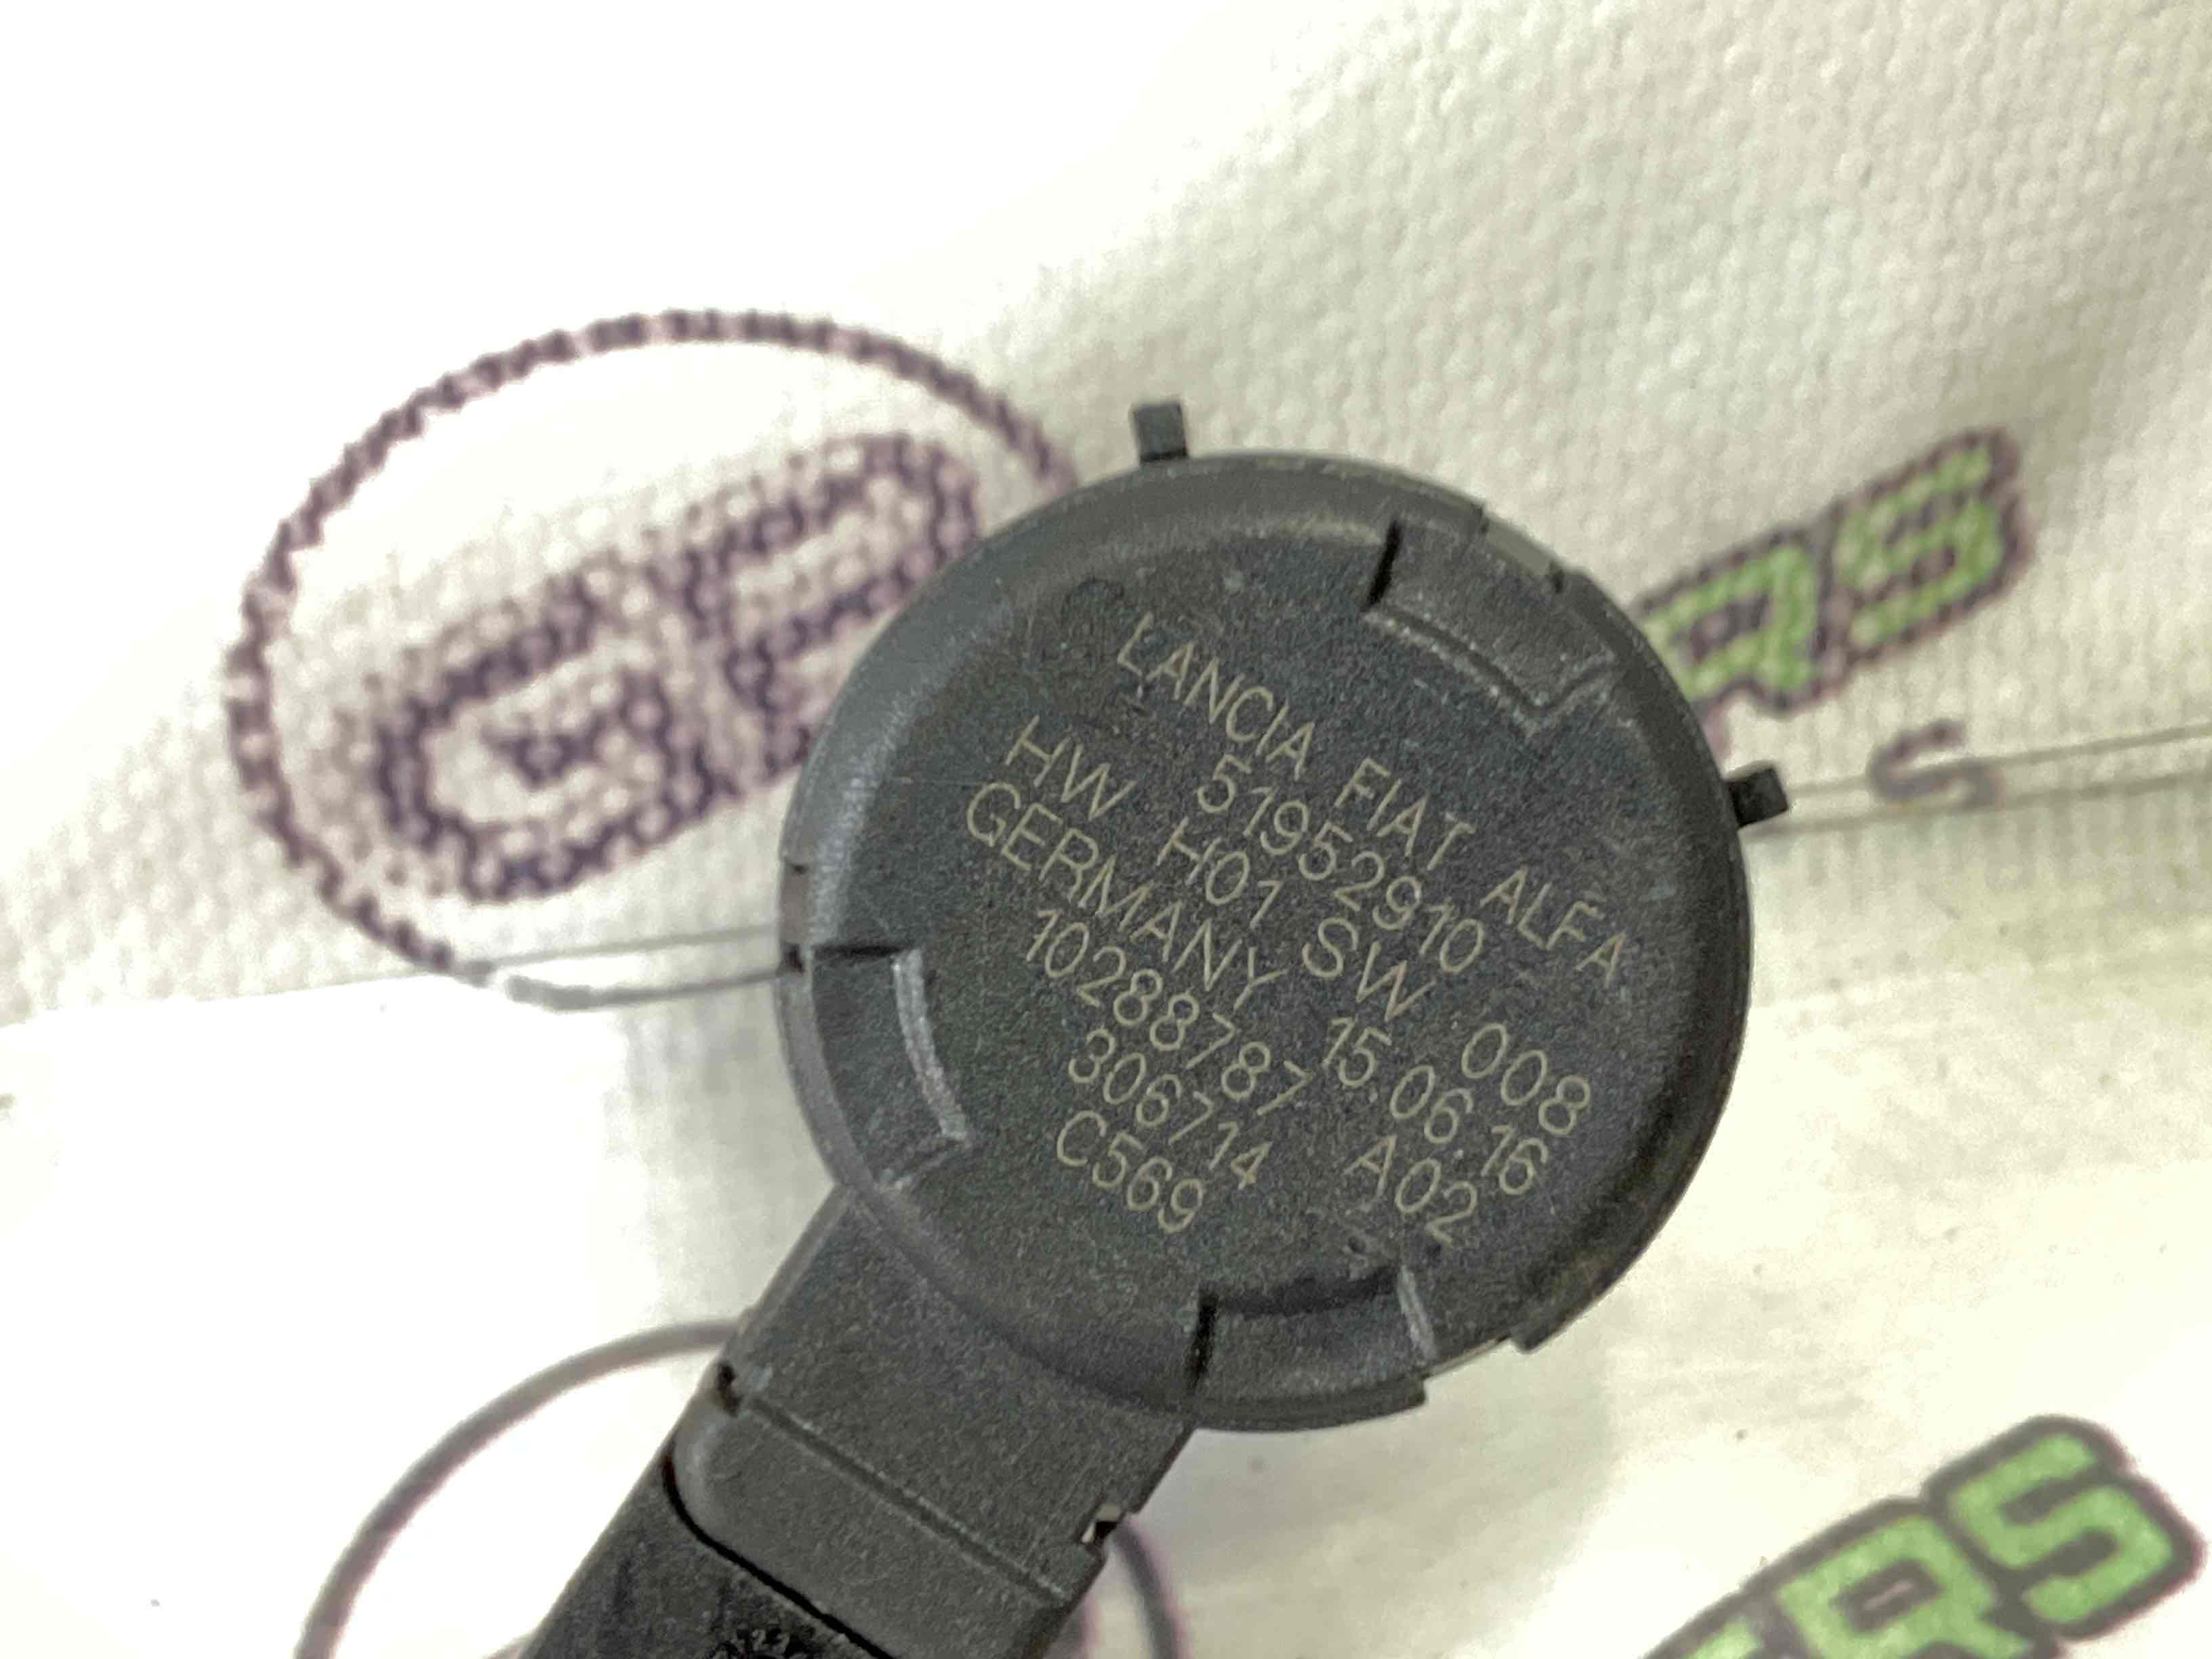 LANCIA FIAT ALFA
51952910
HW H01 SW 008
GERMANY 15.06.16
10288787 A02
306714
C569